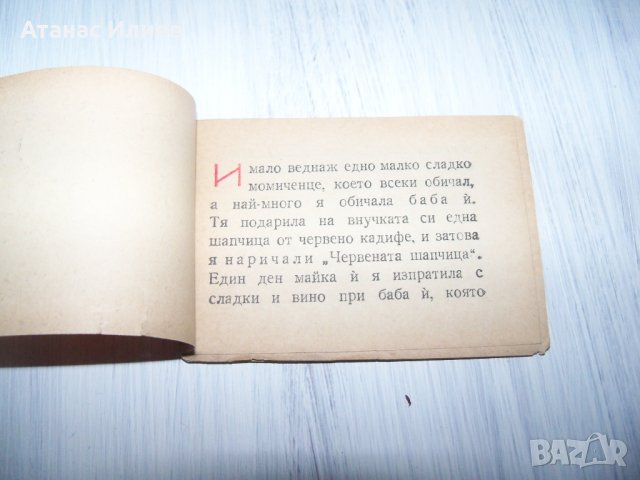 Атанас Илиев
Имало веднаж едно малко сладко
момиченце, което всеки обичал,
а най-много я обичала баба ѝ.
Тя подарила на внучката си една
шапчица от червено кадифе, и затова
я наричали „Червената шапчица“.
Един ден майка ѝ я изпратила с
сладки и вино при баба ѝ, която
BAZAR